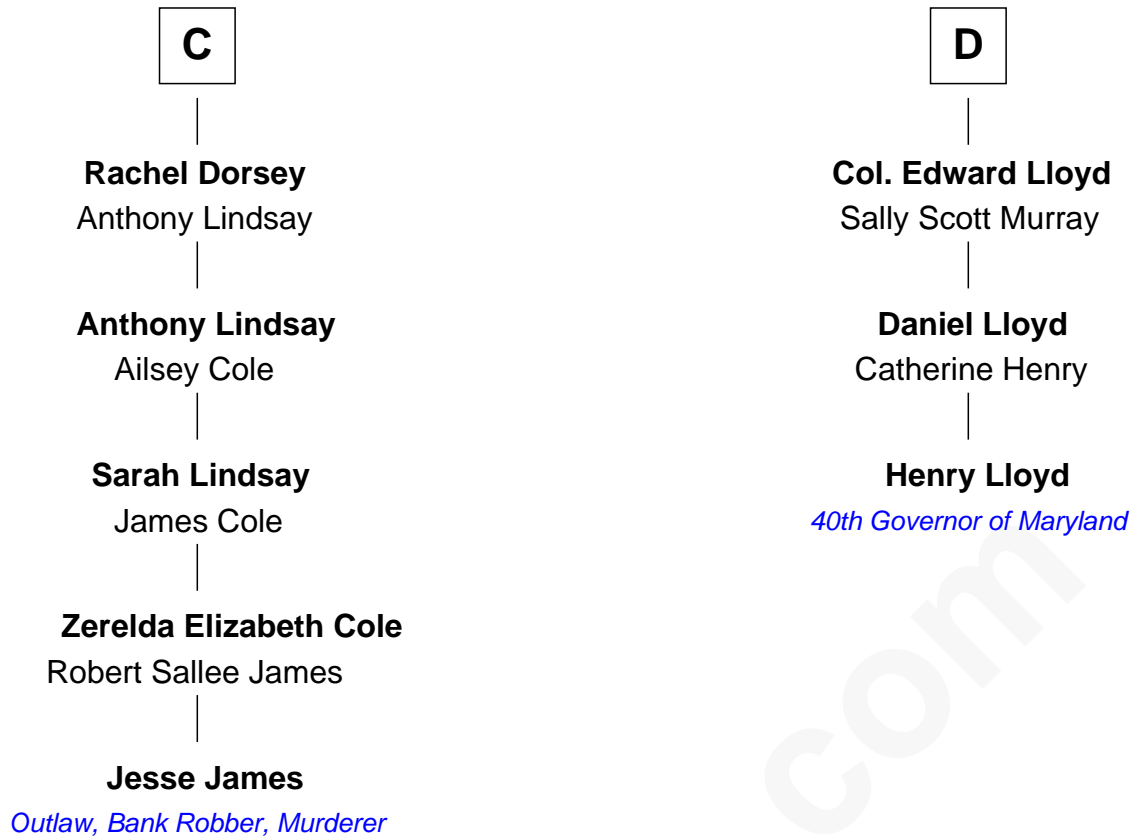 C
Rachel Dorsey
Anthony Lindsay
Anthony Lindsay
Ailsey Cole
Sarah Lindsay
James Cole
Zerelda Elizabeth Cole
Robert Sallee James
Jesse James
Outlaw, Bank Robber, Murderer
D
Col. Edward Lloyd
Sally Scott Murray
Daniel Lloyd
Catherine Henry
Henry Lloyd
40th Governor of Maryland
com